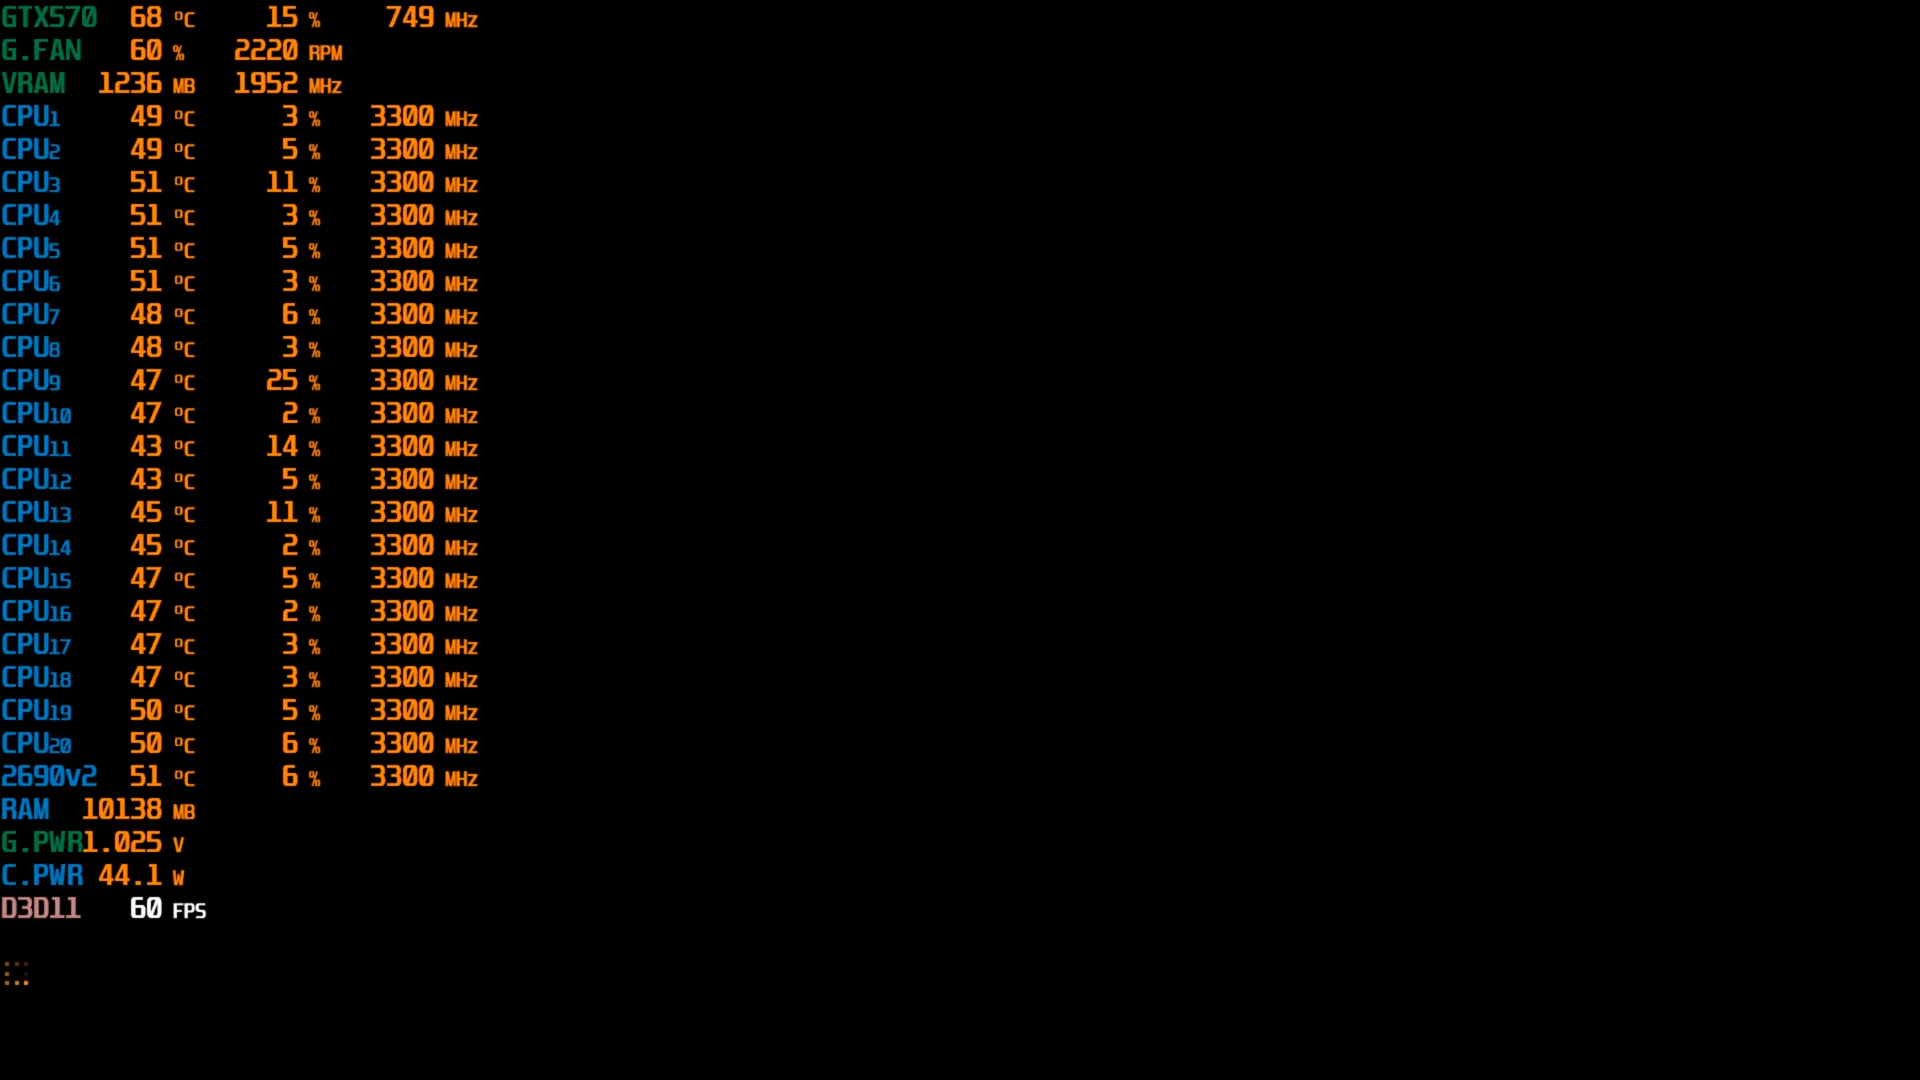 GTX570 68 °C 15 % 749 MHz
G.FAN 60 % 2220 RPM
VRAM 1236 MB 1952 MHz
CPU1 49 °C 3 % 3300 MHz
CPU2 49 °C 5 % 3300 MHz
CPU3 51 °C 11 % 3300 MHz
CPU4 51 °C 3 % 3300 MHz
CPU5 51 °C 5 % 3300 MHz
CPU6 51 °C 3 % 3300 MHz
CPU7 48 °C 6 % 3300 MHz
CPU8 48 °C 3 % 3300 MHz
CPU9 47 °C 25 % 3300 MHz
CPU10 47 °C 2 % 3300 MHz
CPU11 43 °C 14 % 3300 MHz
CPU12 43 °C 5 % 3300 MHz
CPU13 45 °C 11 % 3300 MHz
CPU14 45 °C 2 % 3300 MHz
CPU15 47 °C 5 % 3300 MHz
CPU16 47 °C 2 % 3300 MHz
CPU17 47 °C 3 % 3300 MHz
CPU18 47 °C 3 % 3300 MHz
CPU19 50 °C 5 % 3300 MHz
CPU20 50 °C 6 % 3300 MHz
2690v2 51 °C 6 % 3300 MHz
RAM 10138 MB
G.PWR 1.025 V
C.PWR 44.1 W
D3D11 60 FPS